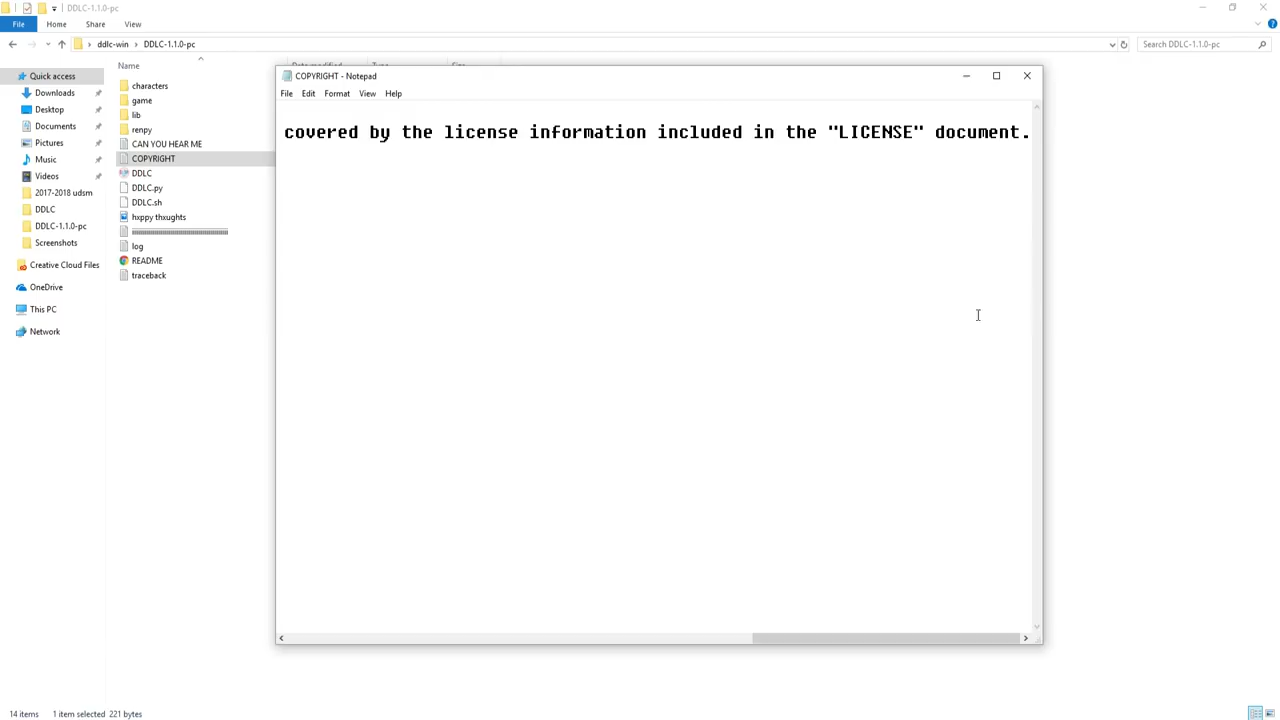 DDLC-1.1.0-pc
File Home Share View
ddlc-win DDLC-1.1.0-pc
Search DDLC-1.1.0-pc
Name
Quick access
Downloads
Desktop
Documents
Pictures
Music
Videos
2017-2018 udsm
DDLC
DDLC-1.1.0-pc
Screenshots
Creative Cloud Files
OneDrive
This PC
Network
characters
game
lib
renpy
CAN YOU HEAR ME
COPYRIGHT
DDLC
DDLC.py
DDLC.sh
hxppy thxughts
log
README
traceback
COPYRIGHT - Notepad
File Edit Format View Help
covered by the license information included in the "LICENSE" document.
14 items 1 item selected 221 bytes